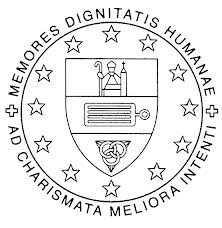 MEMORES DIGNITATIS HUMANAE
AD CHARISMATA MELIORA INTENTI